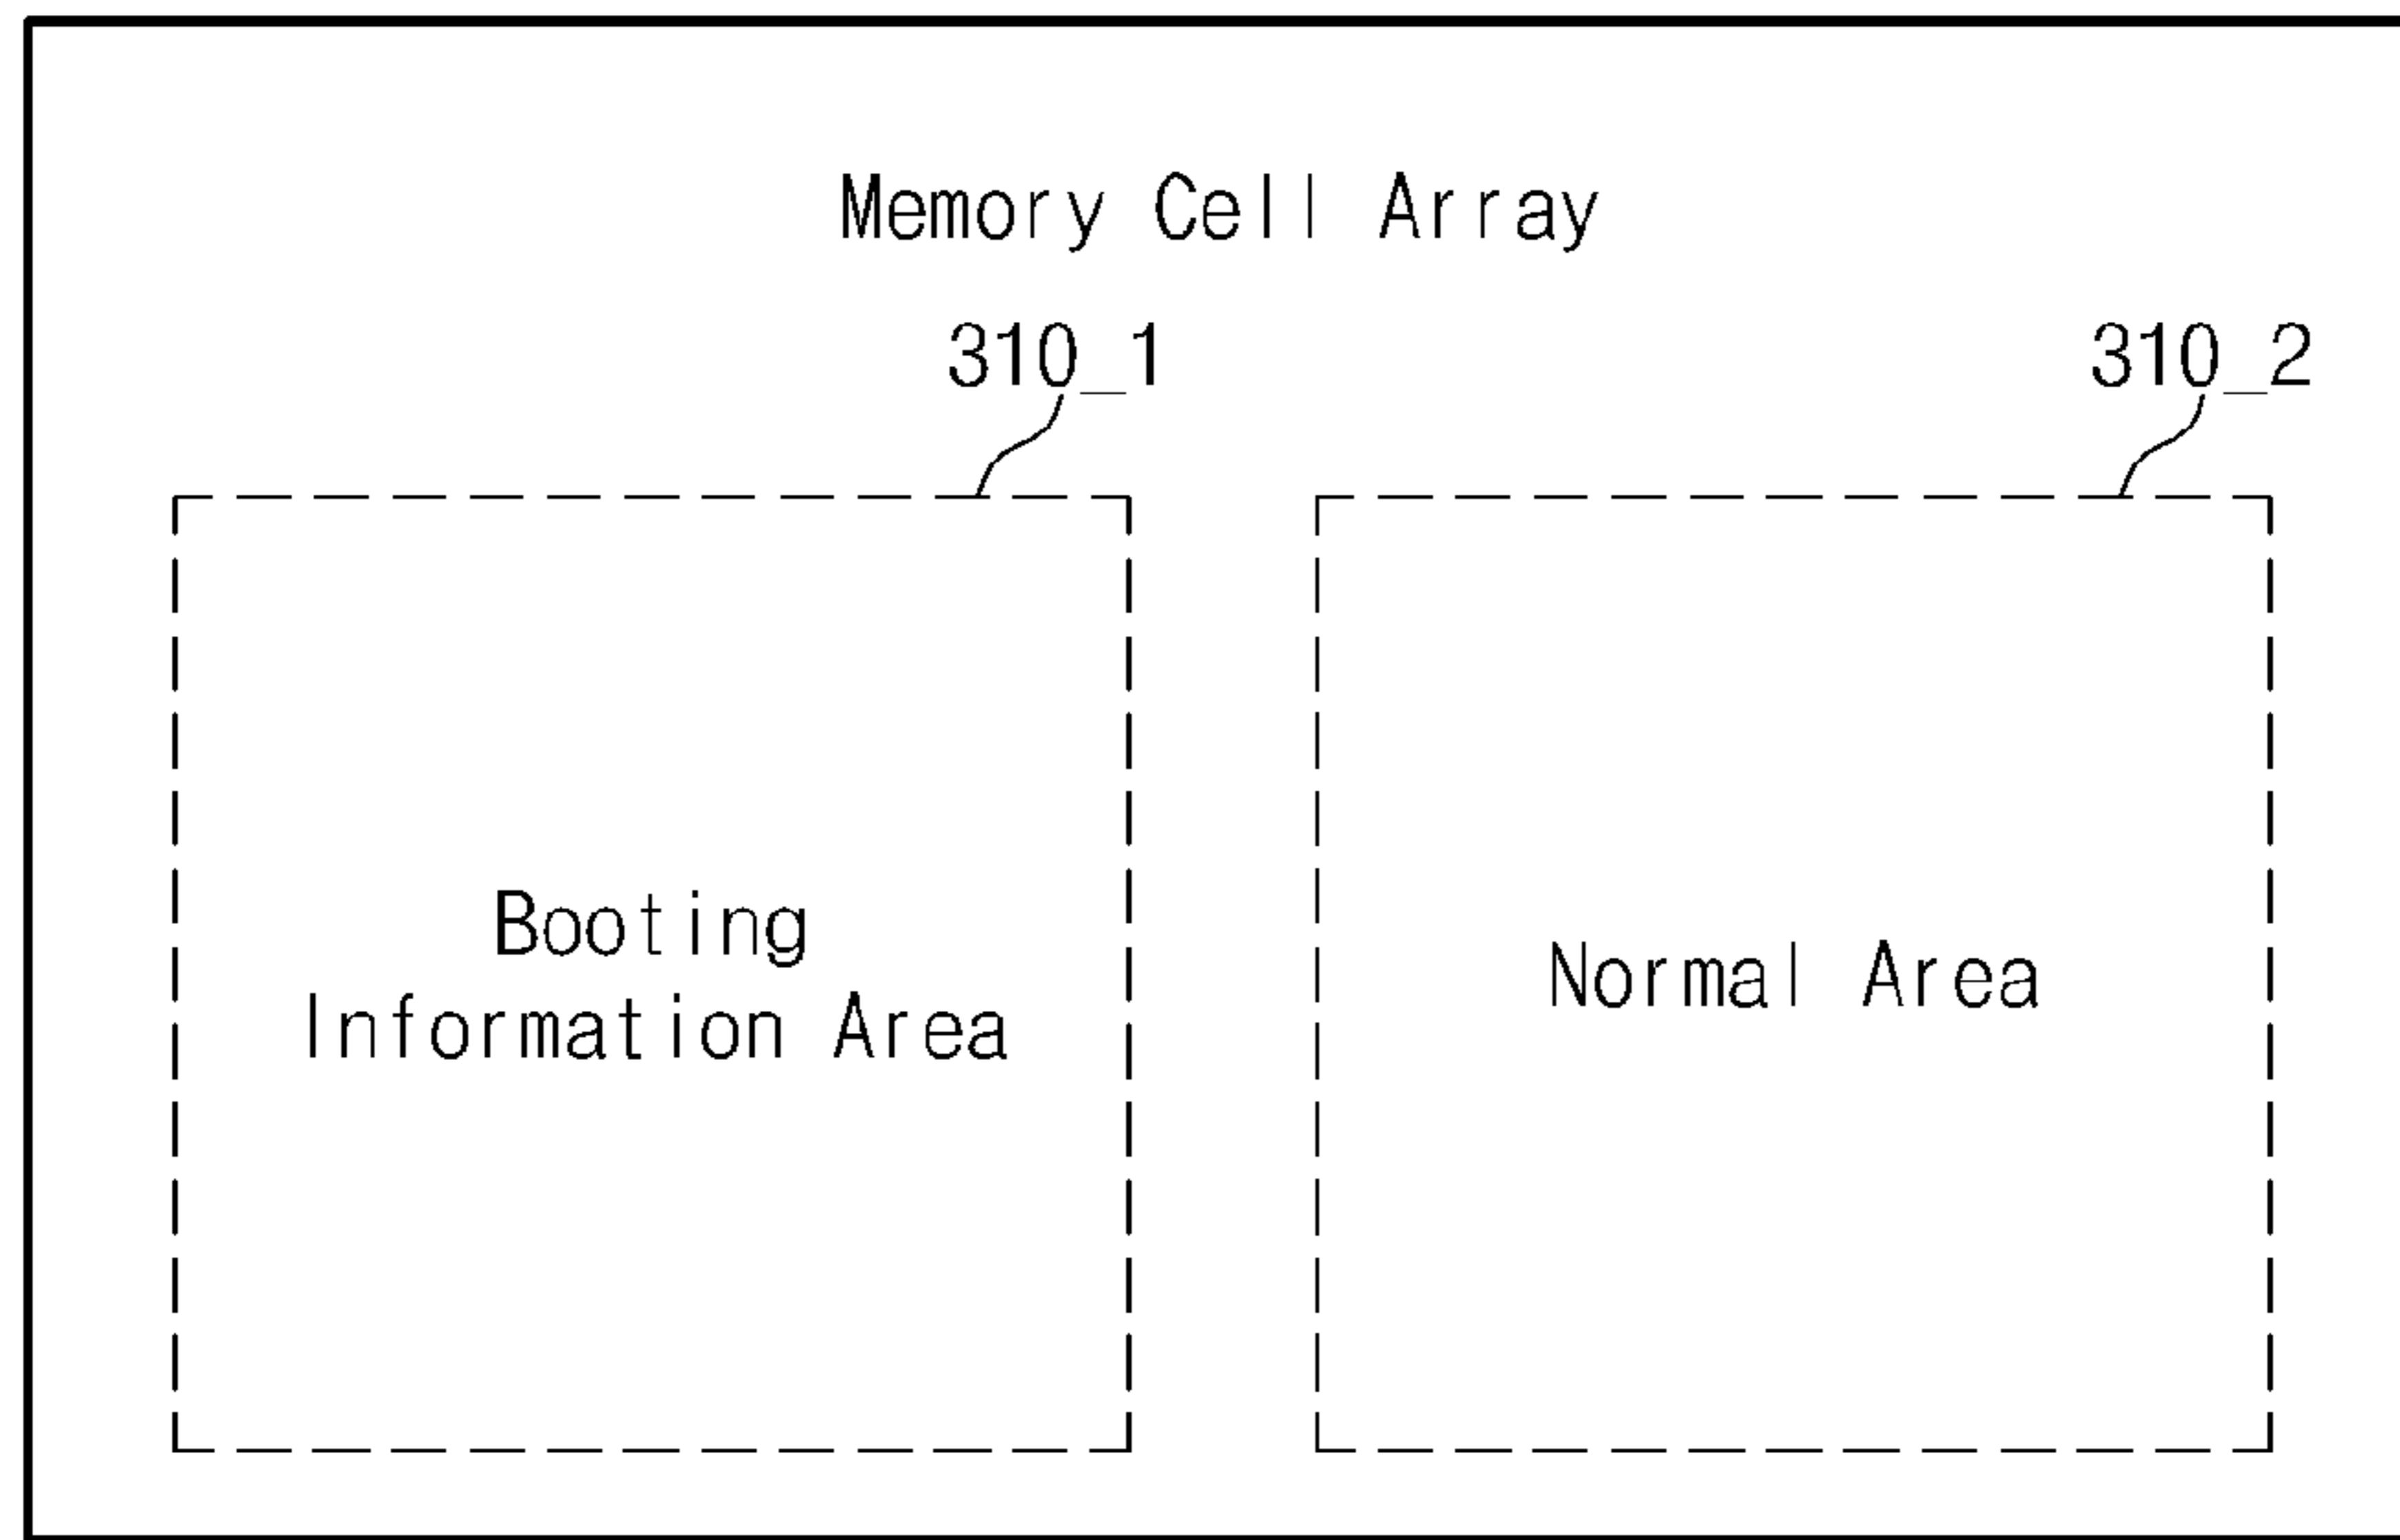 Memory Cell Array
310_1
310_2
Booting
Information Area
Normal Area